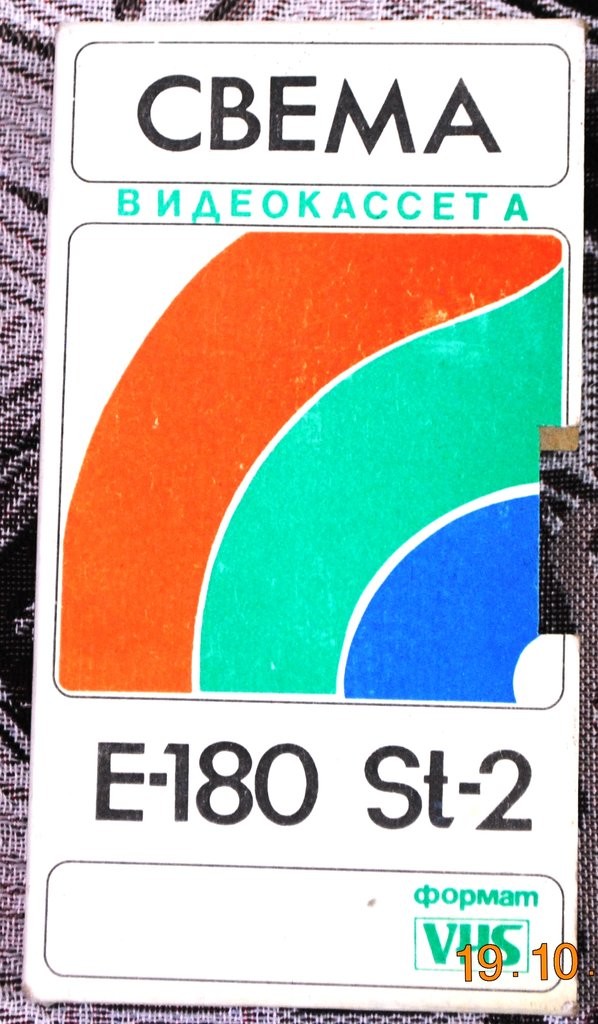 СВЕМА
ВИДЕОКАССЕТА
E-180 St-2
формат
VHS
19.10.